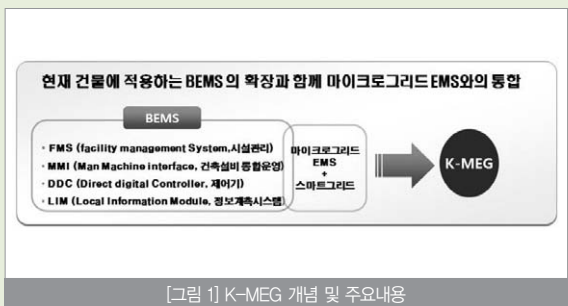 현재 건물에 적용하는 BEMS 의 확장과 함께 마이크로그리드 EMS와의 통합
BEMS
· FMS (facility management System,시설관리)
· MMI (Man Machine interface, 건축설비 통합운영)
· DDC (Direct digital Controller, 제어기)
· LIM (Local Information Module, 정보계측시스템)
마이크로그리드
EMS
+
스마트그리드
K-MEG
[그림 1] K-MEG 개념 및 주요내용